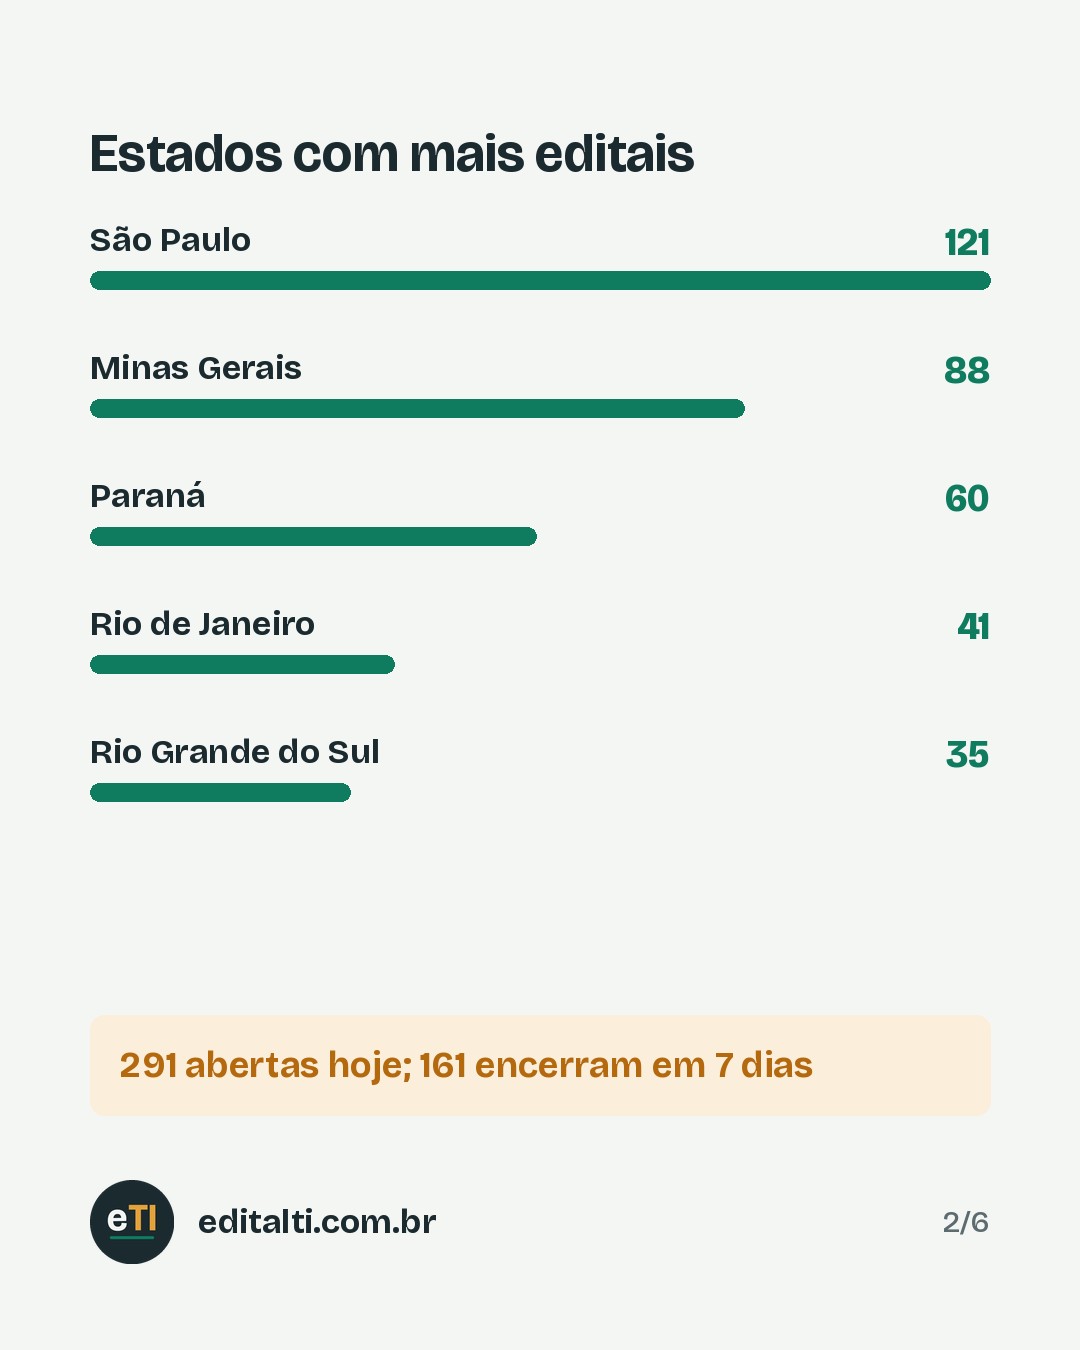 Estados com mais editais
São Paulo 121
Minas Gerais 88
Paraná 60
Rio de Janeiro 41
Rio Grande do Sul 35
291 abertas hoje; 161 encerram em 7 dias
eTI editalti.com.br 2/6